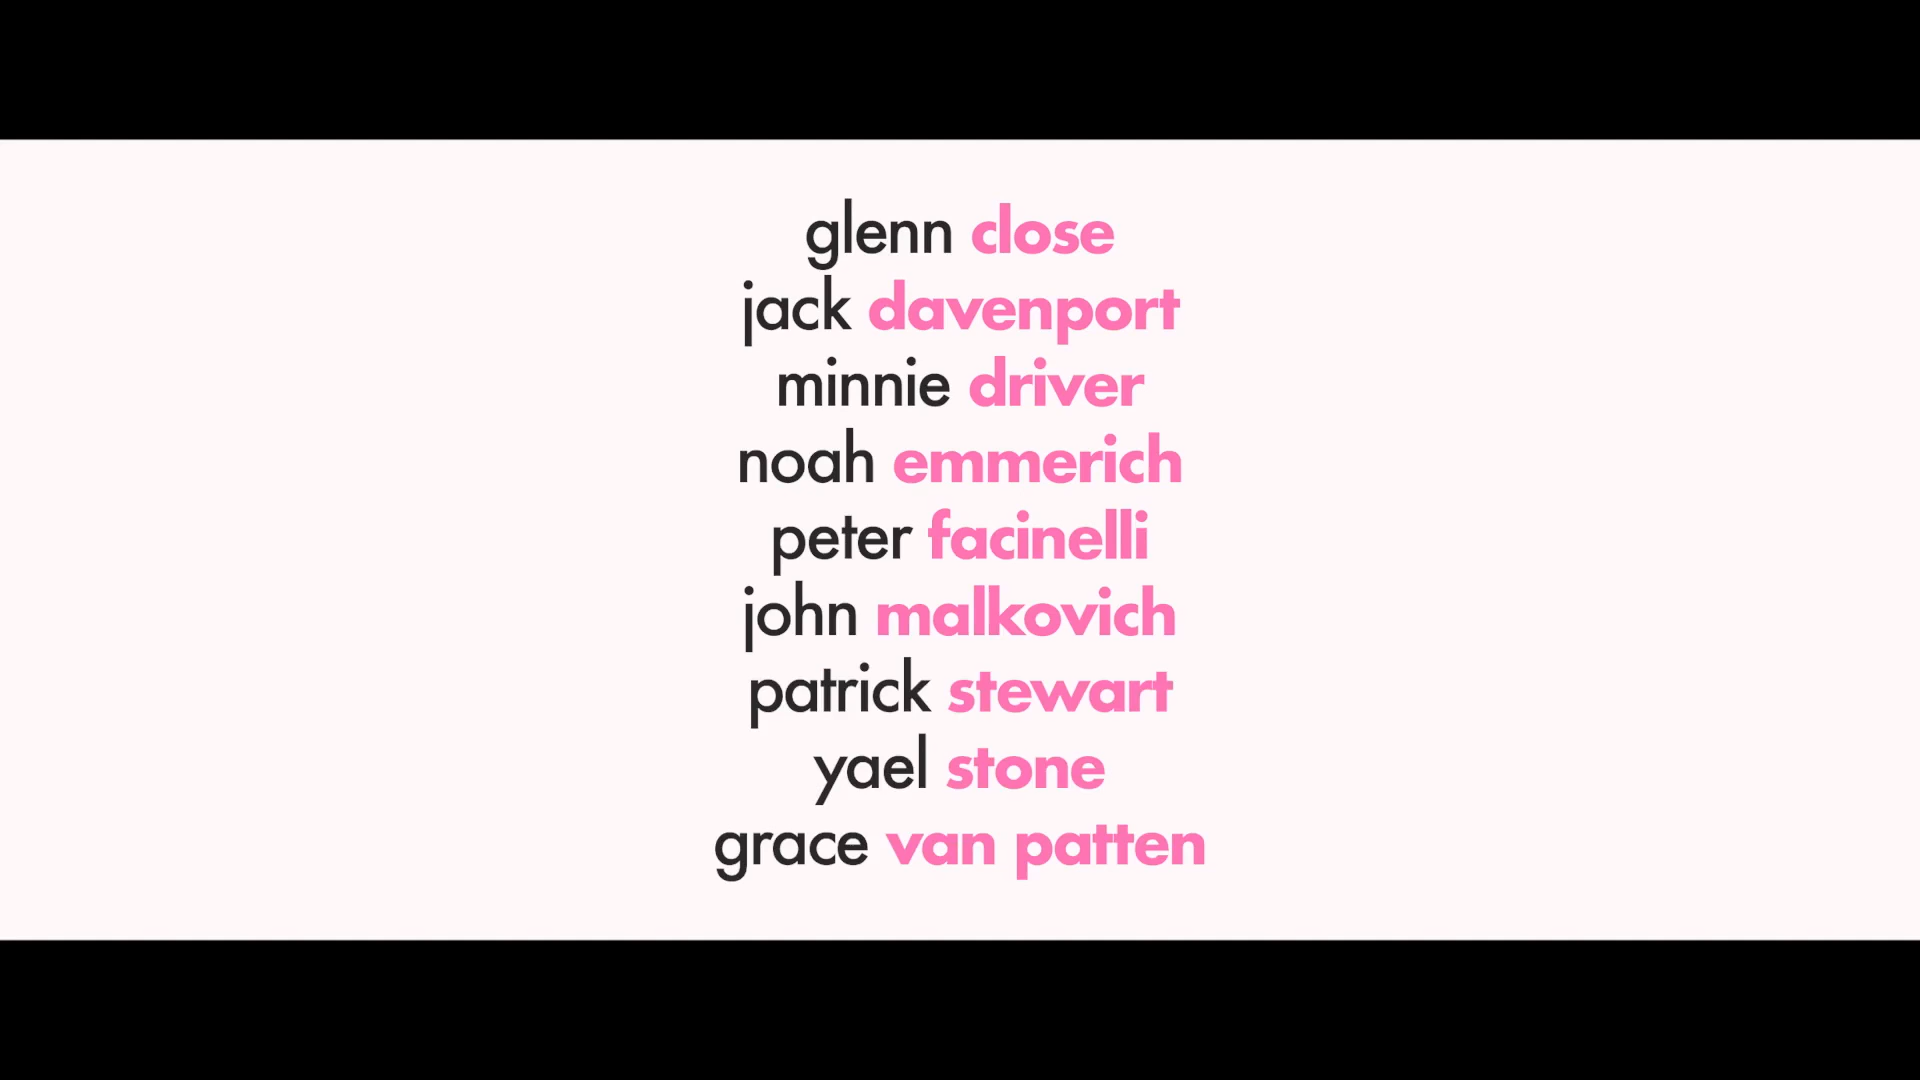 glenn close
jack davenport
minnie driver
noah emmerich
peter facinelli
john malkovich
patrick stewart
yael stone
grace van patten